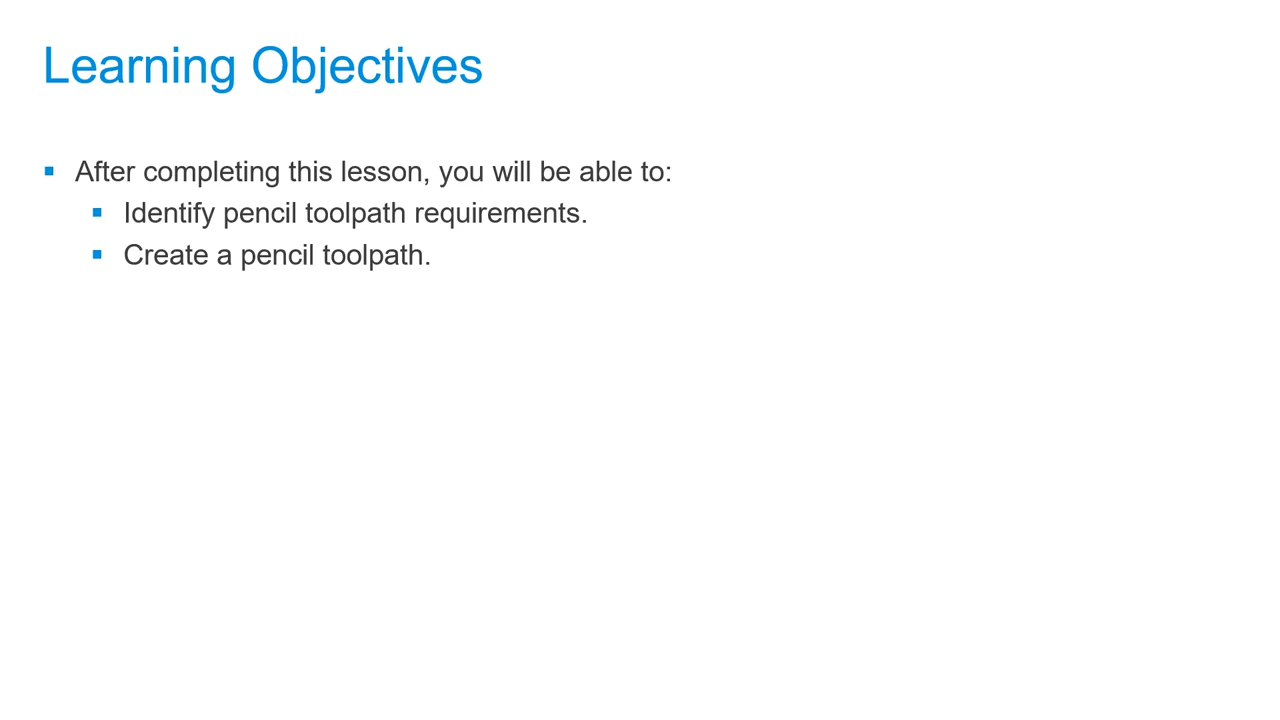 Learning Objectives
After completing this lesson, you will be able to:
Identify pencil toolpath requirements.
Create a pencil toolpath.